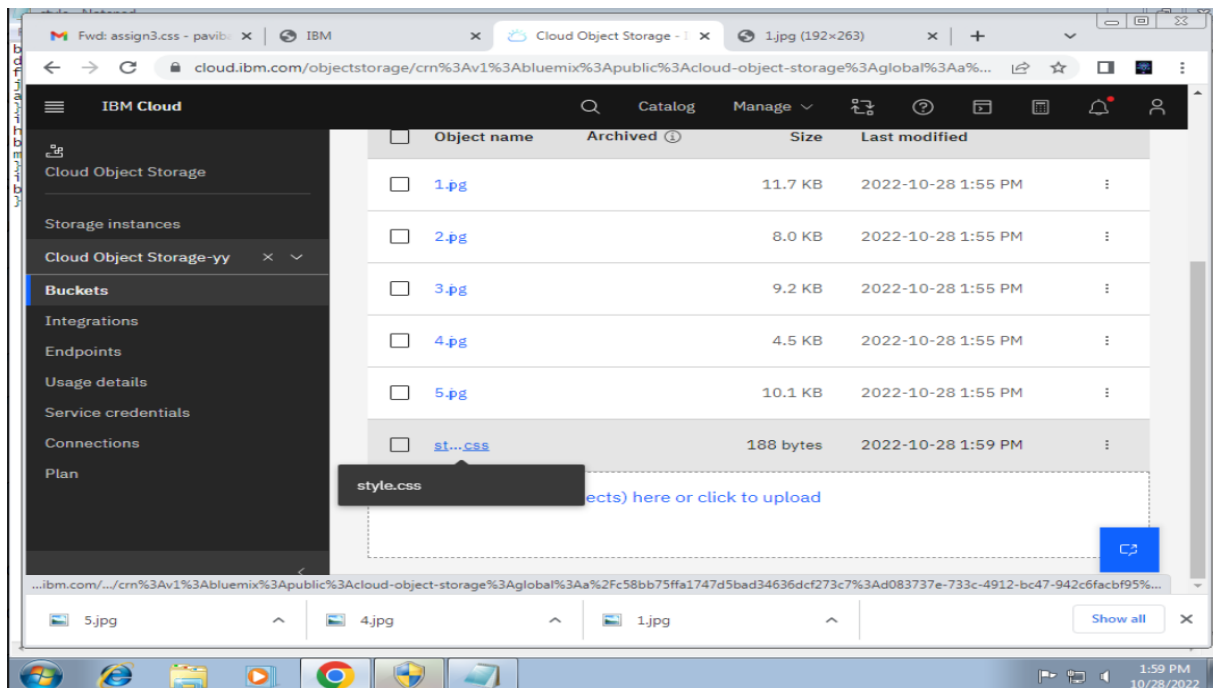 style - Notepad
Fwd: assign3.css - pavib
IBM
Cloud Object Storage - I
1.jpg (192×263)
cloud.ibm.com/objectstorage/crn%3Av1%3Abluemix%3Apublic%3Acloud-object-storage%3Aglobal%3Aa%...
IBM Cloud
Catalog Manage
Cloud Object Storage
Storage instances
Cloud Object Storage-yy
Buckets
Integrations
Endpoints
Usage details
Service credentials
Connections
Plan
Object name Archived Size Last modified
1.jpg 11.7 KB 2022-10-28 1:55 PM
2.jpg 8.0 KB 2022-10-28 1:55 PM
3.jpg 9.2 KB 2022-10-28 1:55 PM
4.jpg 4.5 KB 2022-10-28 1:55 PM
5.jpg 10.1 KB 2022-10-28 1:55 PM
st...css 188 bytes 2022-10-28 1:59 PM
style.css
ects) here or click to upload
...ibm.com/.../crn%3Av1%3Abluemix%3Apublic%3Acloud-object-storage%3Aglobal%3Aa%2Fc58bb75ffa1747d5bad34636dcf273c7%3Ad083737e-733c-4912-bc47-942c6facbf95%...
5.jpg 4.jpg 1.jpg Show all
1:59 PM
10/28/2022